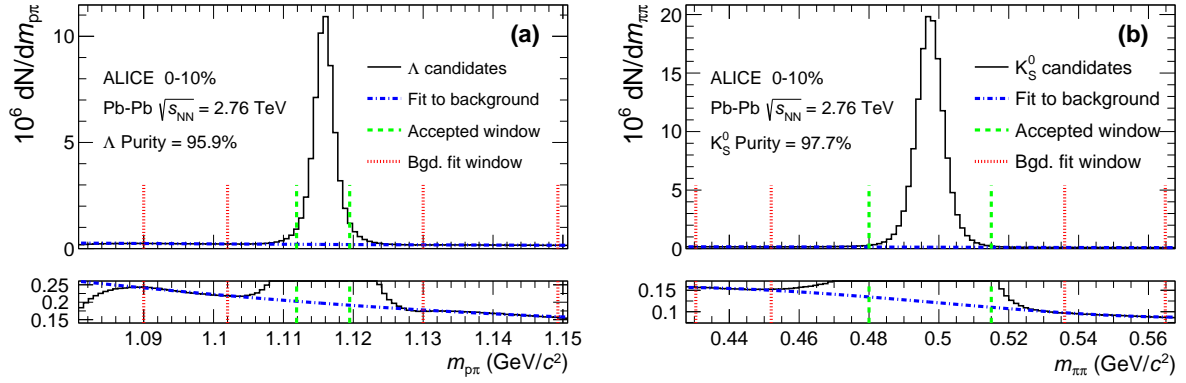 10⁶ dN/dm_pπ
10
5
0
(a)
ALICE 0-10%
Pb-Pb √s_NN = 2.76 TeV
Λ Purity = 95.9%
Λ candidates
Fit to background
Accepted window
Bgd. fit window
0.25
0.2
0.15
1.09 1.1 1.11 1.12 1.13 1.14 1.15
m_pπ (GeV/c²)
10⁶ dN/dm_ππ
20
15
10
5
0
(b)
ALICE 0-10%
Pb-Pb √s_NN = 2.76 TeV
K⁰_S Purity = 97.7%
K⁰_S candidates
Fit to background
Accepted window
Bgd. fit window
0.15
0.1
0.44 0.46 0.48 0.5 0.52 0.54 0.56
m_ππ (GeV/c²)